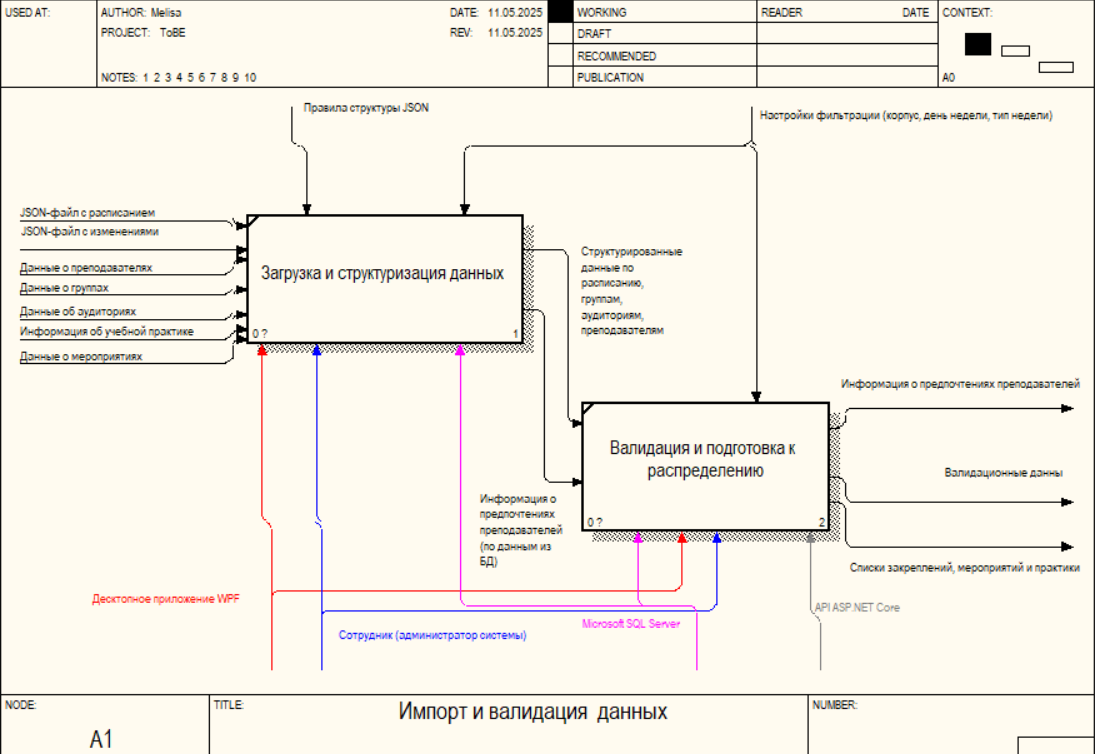 USED AT:
AUTHOR: Melisa
DATE: 11.05.2025
PROJECT: ToBE
REV: 11.05.2025
NOTES: 1 2 3 4 5 6 7 8 9 10
WORKING
DRAFT
RECOMMENDED
PUBLICATION
READER
DATE
CONTEXT:
A0
Правила структуры JSON
Настройки фильтрации (корпус, день недели, тип недели)
JSON-файл с расписанием
JSON-файл с изменениями
Данные о преподавателях
Данные о группах
Данные об аудиториях
Информация об учебной практике
Данные о мероприятиях
Загрузка и структуризация данных
0 ?
1
Структурированные
данные по
расписанию,
группам,
аудиториям,
преподавателям
Информация о
предпочтениях
преподавателей
(по данным из
БД)
Валидация и подготовка к
распределению
0 ?
2
Информация о предпочтениях преподавателей
Валидационные данны
Списки закреплений, мероприятий и практики
Десктопное приложение WPF
Сотрудник (администратор системы)
Microsoft SQL Server
API ASP.NET Core
NODE:
A1
TITLE:
Импорт и валидация данных
NUMBER: